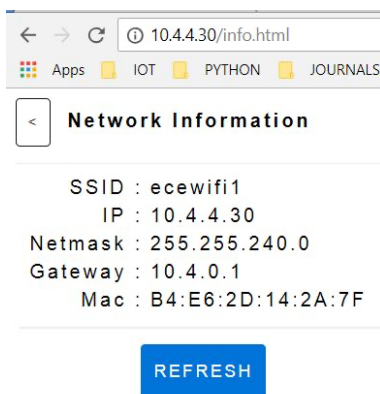 10.4.4.30/info.html
Apps IOT PYTHON JOURNALS
< Network Information
SSID : ecewifi1
IP : 10.4.4.30
Netmask : 255.255.240.0
Gateway : 10.4.0.1
Mac : B4:E6:2D:14:2A:7F
REFRESH